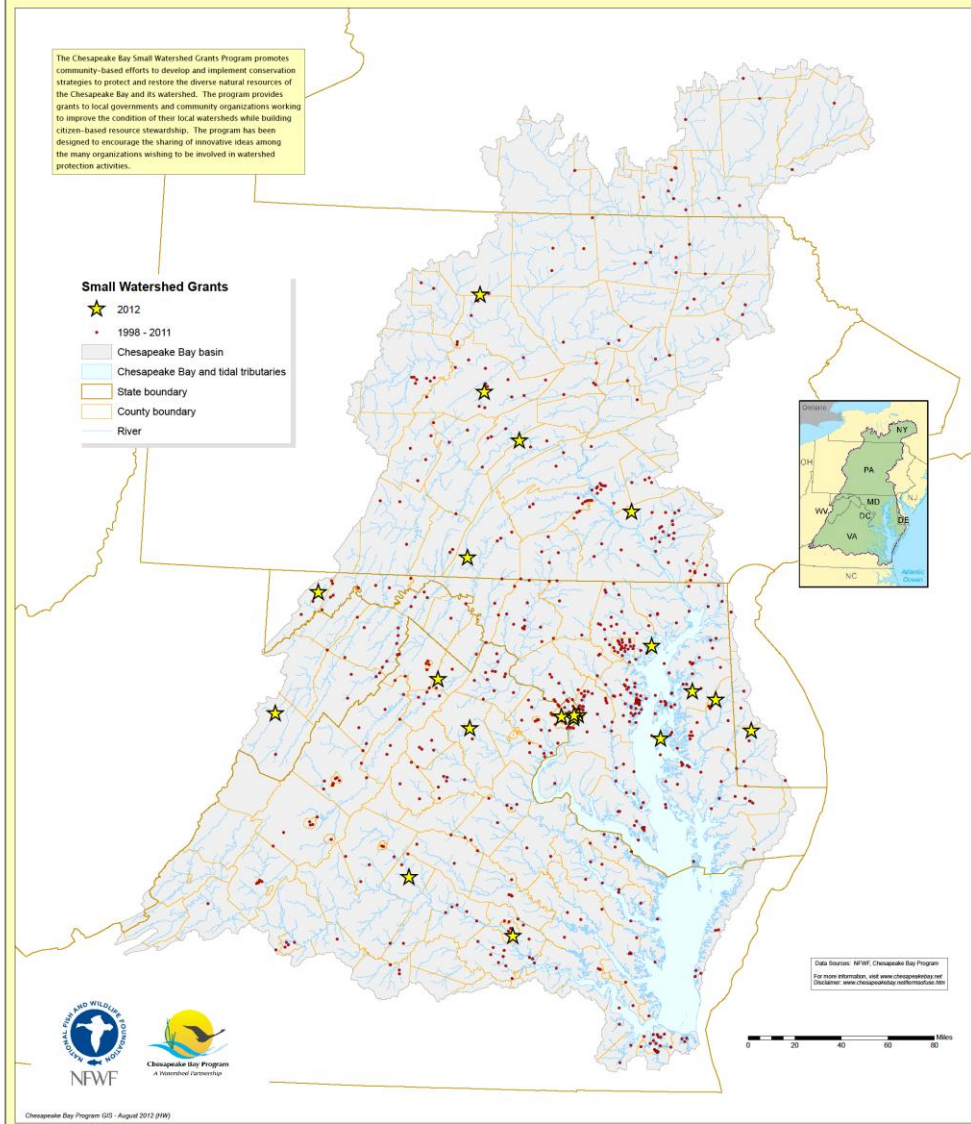 The Chesapeake Bay Small Watershed Grants Program promotes
community-based efforts to develop and implement conservation
strategies to protect and restore the diverse natural resources of
the Chesapeake Bay and its watershed. The program provides
grants to local governments and community organizations working
to improve the condition of their local watersheds while building
citizen-based resource stewardship. The program has been
designed to encourage the sharing of innovative ideas among
the many organizations wishing to be involved in watershed
protection activities.
Small Watershed Grants
2012
1998 - 2011
Chesapeake Bay basin
Chesapeake Bay and tidal tributaries
State boundary
County boundary
River
Ontario
NY
OH
PA
NJ
MD
WV
DC
DE
VA
NC
Atlantic
Ocean
Data Sources: NFWF, Chesapeake Bay Program
For more information, visit www.chesapeakebay.net
Disclaimer: www.chesapeakebay.net/termsofuse.htm
Miles
0 20 40 60 80
NATIONAL FISH AND WILDLIFE FOUNDATION
NFWF
Chesapeake Bay Program
A Watershed Partnership
Chesapeake Bay Program GIS - August 2012 (HW)